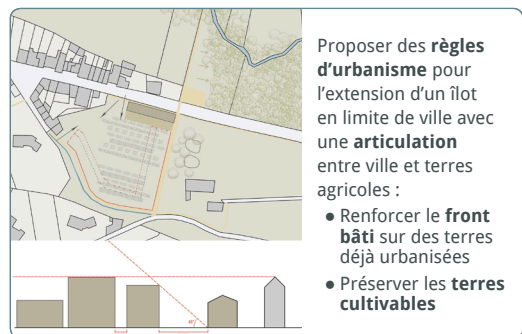 Proposer des règles
d'urbanisme pour
l'extension d'un îlot
en limite de ville avec
une articulation
entre ville et terres
agricoles :
● Renforcer le front
bâti sur des terres
déjà urbanisées
● Préserver les terres
cultivables
45°